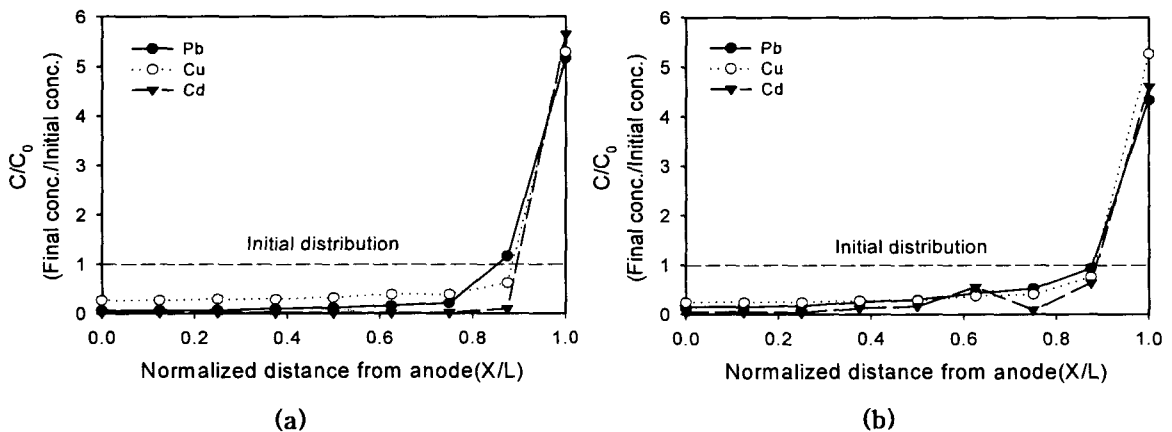 6
5
4
3
2
1
0
C/C0
(Final conc./Initial conc.)
Pb
Cu
Cd
Initial distribution
0.0 0.2 0.4 0.6 0.8 1.0
Normalized distance from anode(X/L)
(a)
6
5
4
3
2
1
0
C/C0
(Final conc./Initial conc.)
Pb
Cu
Cd
Initial distribution
0.0 0.2 0.4 0.6 0.8 1.0
Normalized distance from anode(X/L)
(b)